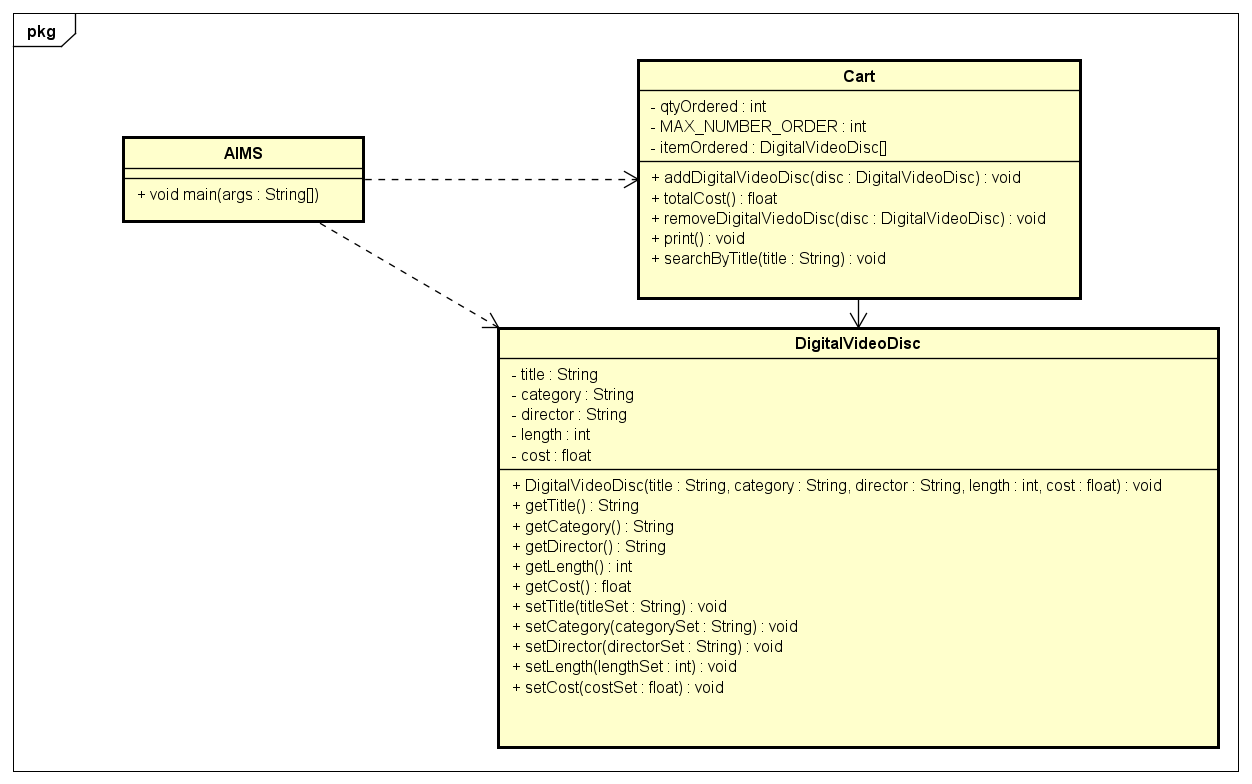 pkg
AIMS
+ void main(args : String[])
Cart
- qtyOrdered : int
- MAX_NUMBER_ORDER : int
- itemOrdered : DigitalVideoDisc[]
+ addDigitalVideoDisc(disc : DigitalVideoDisc) : void
+ totalCost() : float
+ removeDigitalViedoDisc(disc : DigitalVideoDisc) : void
+ print() : void
+ searchByTitle(title : String) : void
DigitalVideoDisc
- title : String
- category : String
- director : String
- length : int
- cost : float
+ DigitalVideoDisc(title : String, category : String, director : String, length : int, cost : float) : void
+ getTitle() : String
+ getCategory() : String
+ getDirector() : String
+ getLength() : int
+ getCost() : float
+ setTitle(titleSet : String) : void
+ setCategory(categorySet : String) : void
+ setDirector(directorSet : String) : void
+ setLength(lengthSet : int) : void
+ setCost(costSet : float) : void